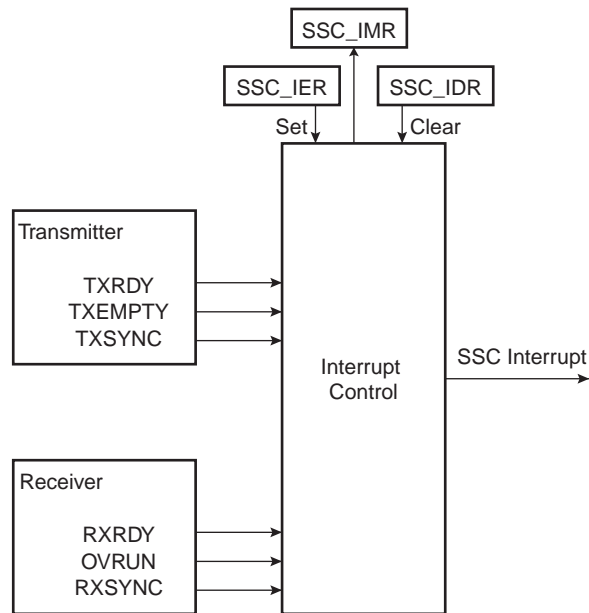 SSC_IMR
SSC_IER
SSC_IDR
Set
Clear
Transmitter
TXRDY
TXEMPTY
TXSYNC
Interrupt
Control
SSC Interrupt
Receiver
RXRDY
OVRUN
RXSYNC